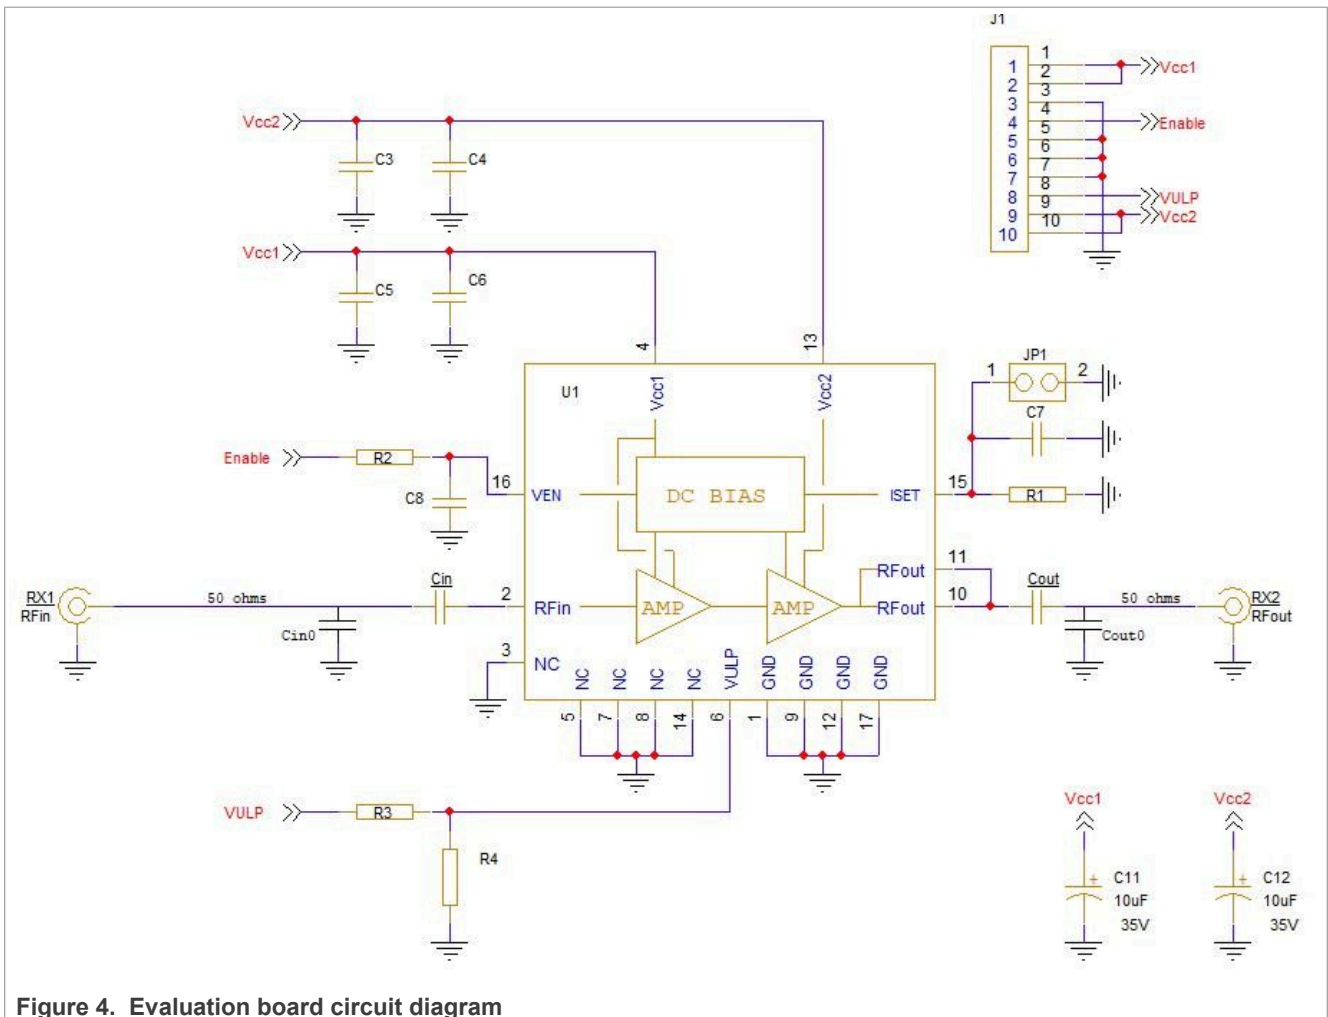 J1
1
1
2
Vcc1
2
3
3
4
4
5
Enable
5
6
6
7
7
8
8
9
VULP
9
10
Vcc2
10
Vcc2
C3
C4
Vcc1
C5
C6
4
13
JP1
1
2
U1
Vcc1
Vcc2
C7
Enable
R2
C8
16
VEN
DC BIAS
ISET
15
R1
RFout
11
RX1
RFin
50 ohms
Cin
2
RFin
AMP
AMP
RFout
10
Cout
50 ohms
RX2
RFout
Cin0
Cout0
3
NC
NC
NC
NC
NC
VULP
GND
GND
GND
GND
5
7
8
14
6
1
9
12
17
VULP
R3
R4
Vcc1
Vcc2
C11
10uF
35V
C12
10uF
35V
Figure 4. Evaluation board circuit diagram